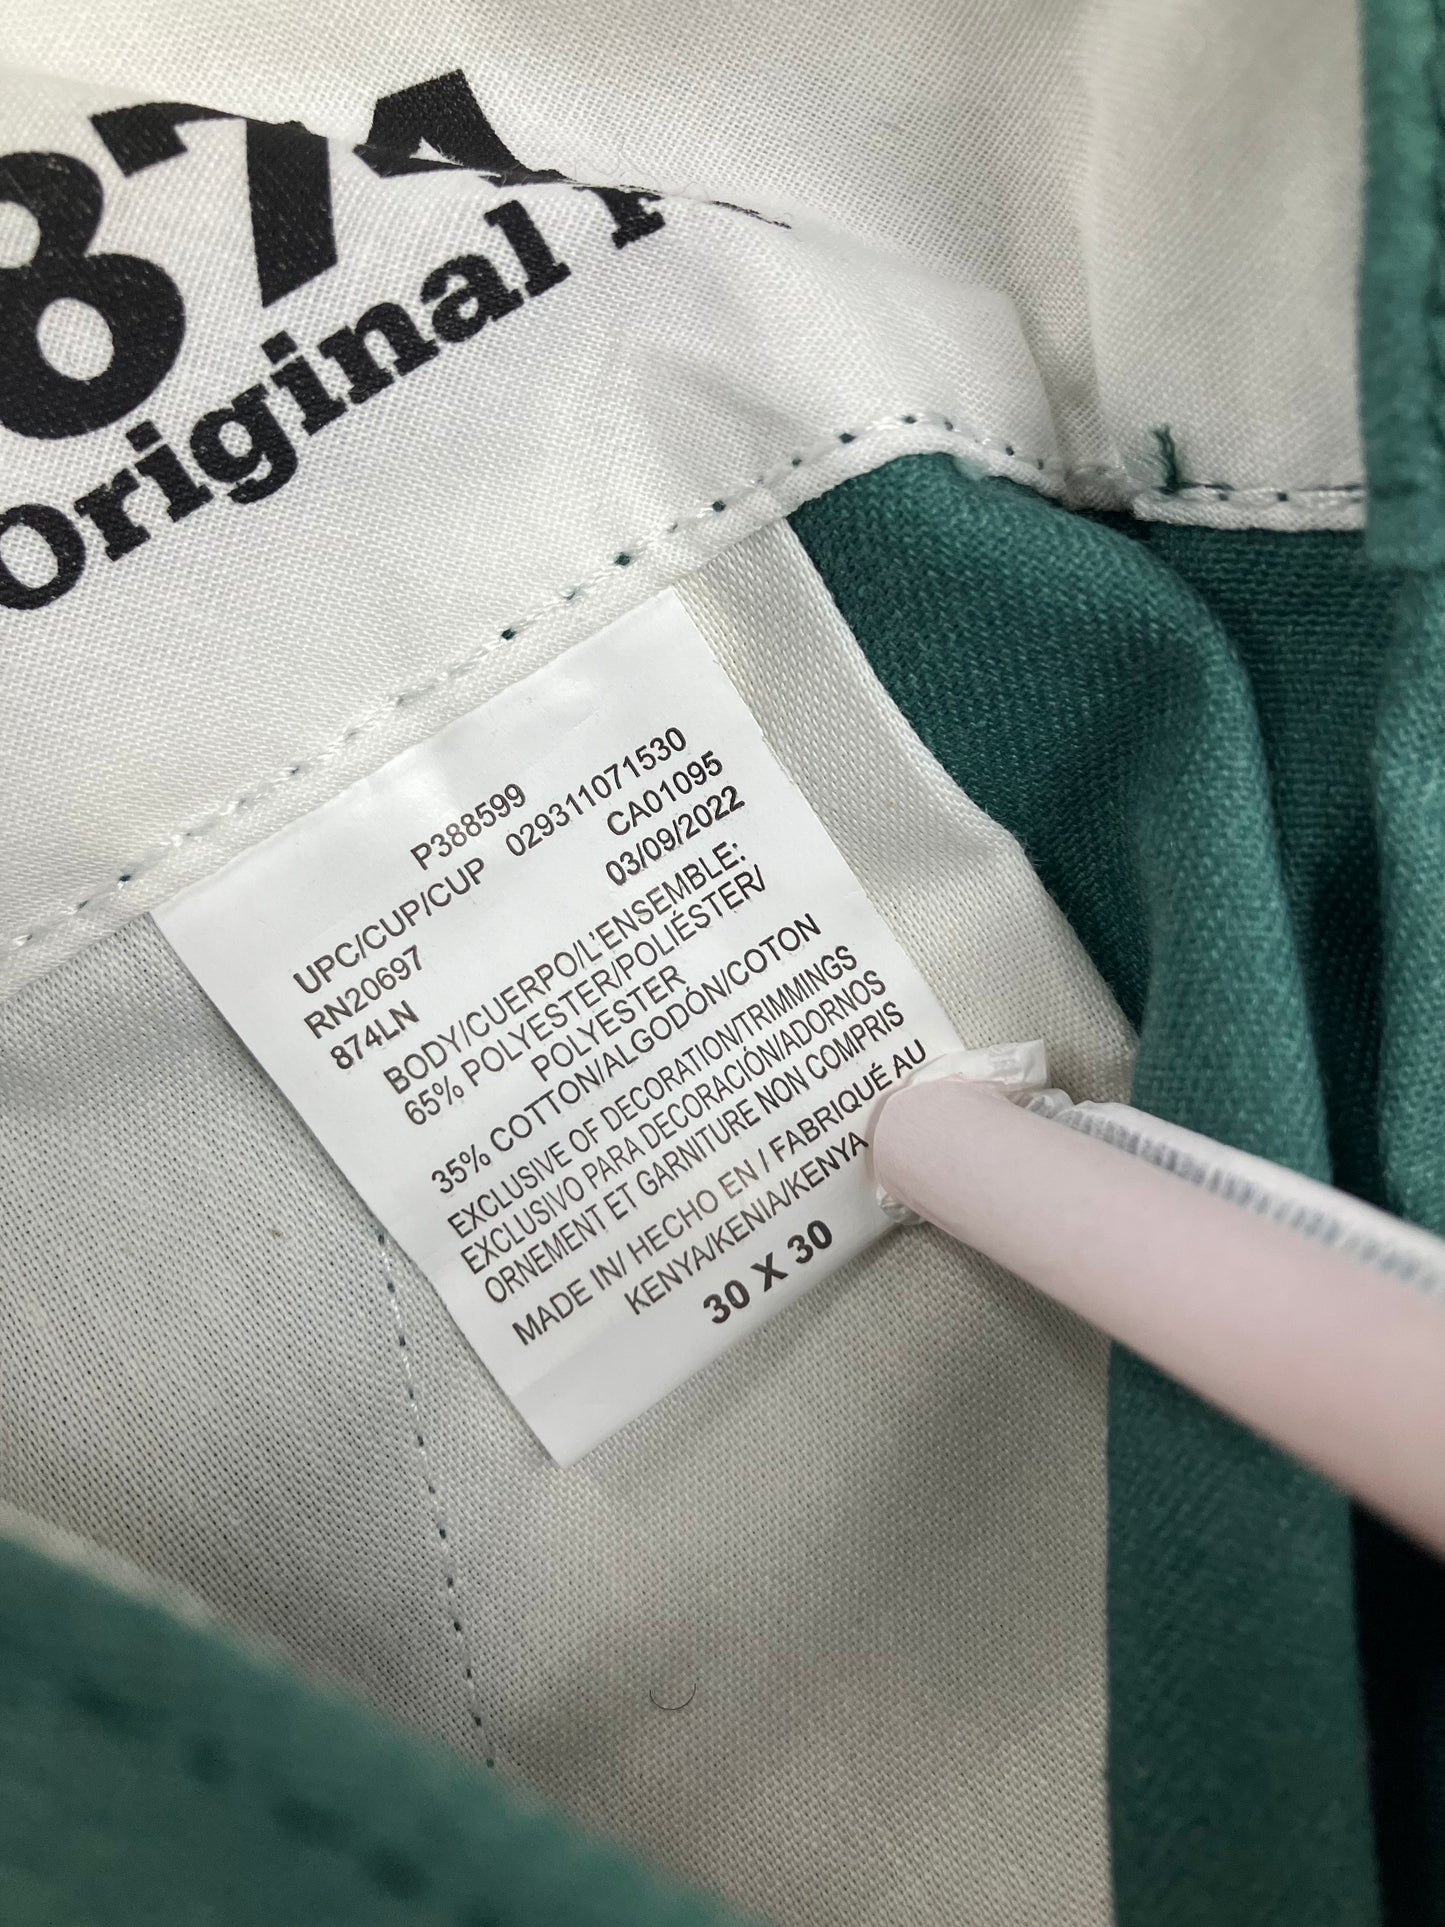 874
Original
P388599
UPC/CUP/CUP 029311071530
RN20697 CA01095
874LN 03/09/2022
BODY/CUERPO/L'ENSEMBLE:
65% POLYESTER/POLIÉSTER/
POLYESTER
35% COTTON/ALGODÓN/COTON
EXCLUSIVE OF DECORATION/TRIMMINGS
EXCLUSIVO PARA DECORACIÓN/ADORNOS
ORNEMENT ET GARNITURE NON COMPRIS
MADE IN/ HECHO EN / FABRIQUÉ AU
KENYA/KENIA/KENYA
30 X 30